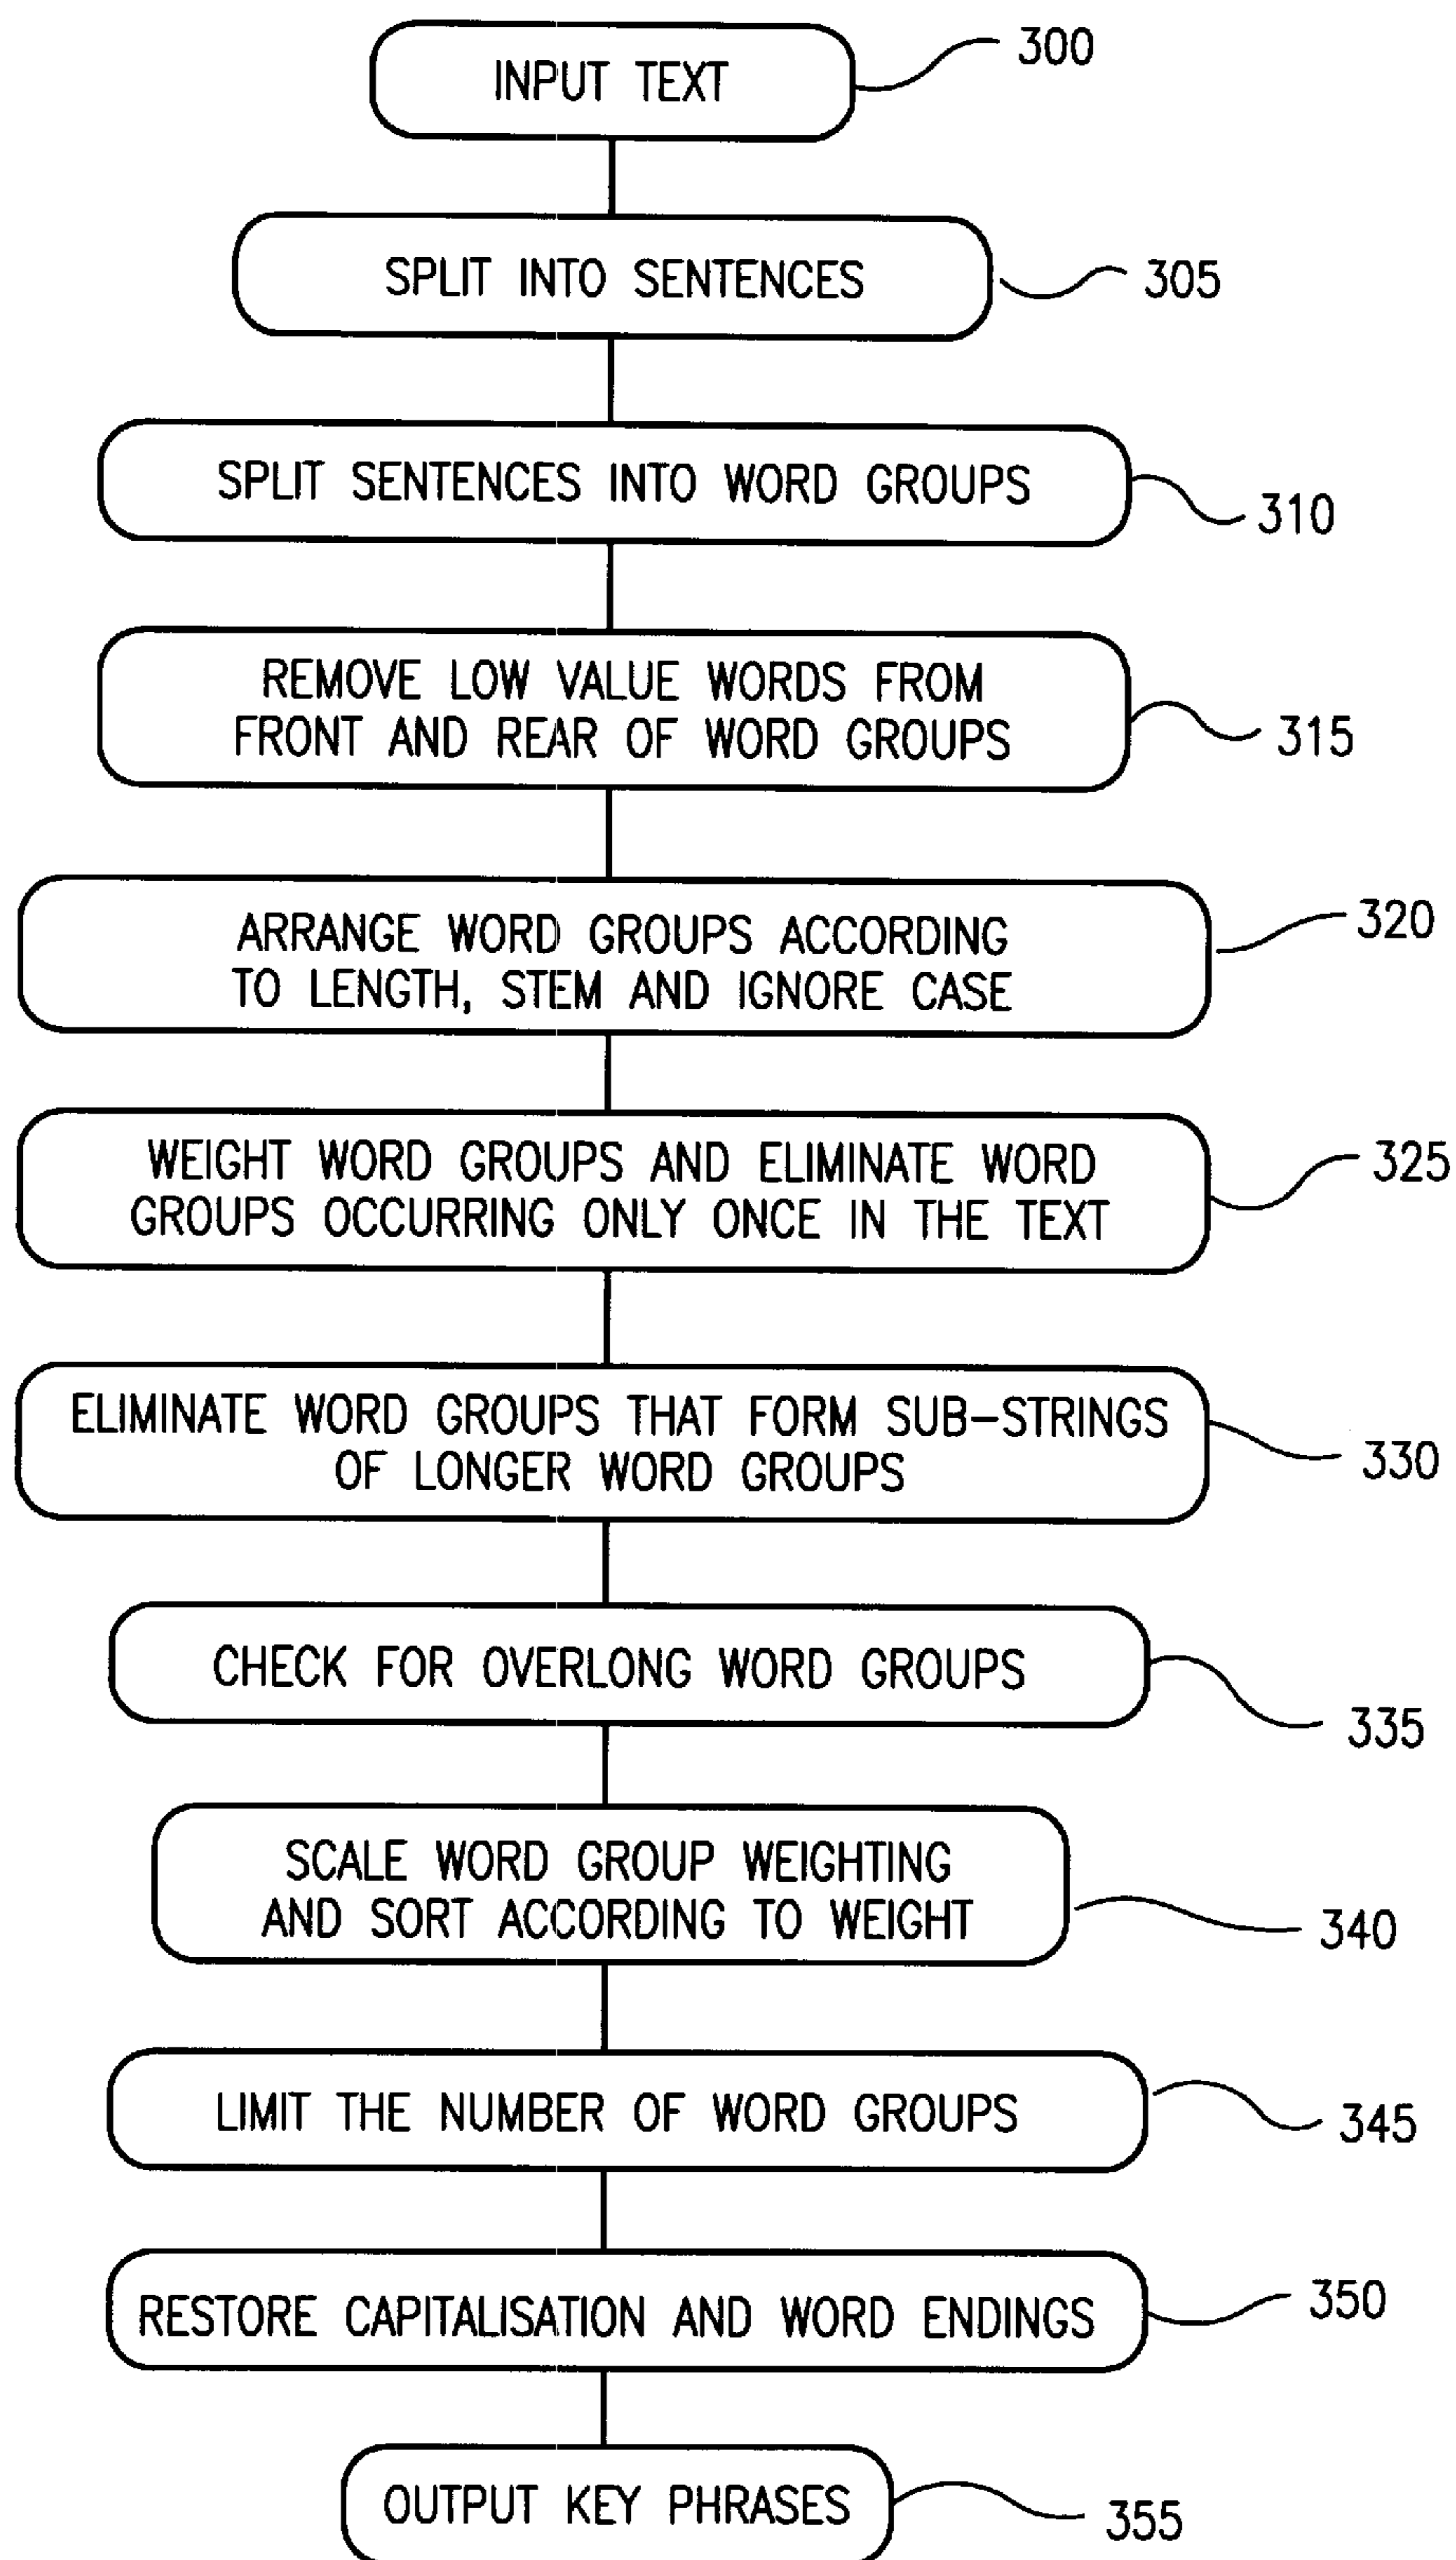 INPUT TEXT
300
SPLIT INTO SENTENCES
305
SPLIT SENTENCES INTO WORD GROUPS
310
REMOVE LOW VALUE WORDS FROM
FRONT AND REAR OF WORD GROUPS
315
ARRANGE WORD GROUPS ACCORDING
TO LENGTH, STEM AND IGNORE CASE
320
WEIGHT WORD GROUPS AND ELIMINATE WORD
GROUPS OCCURRING ONLY ONCE IN THE TEXT
325
ELIMINATE WORD GROUPS THAT FORM SUB-STRINGS
OF LONGER WORD GROUPS
330
CHECK FOR OVERLONG WORD GROUPS
335
SCALE WORD GROUP WEIGHTING
AND SORT ACCORDING TO WEIGHT
340
LIMIT THE NUMBER OF WORD GROUPS
345
RESTORE CAPITALISATION AND WORD ENDINGS
350
OUTPUT KEY PHRASES
355